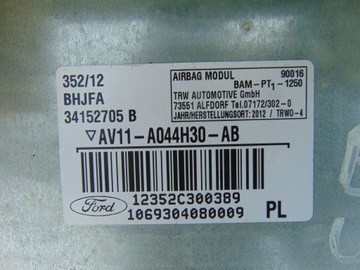 352/12
BHJFA
34152705 B
AIRBAG MODUL 90016
BAM-PT1-1250
TRW AUTOMOTIVE GmbH
73551 ALFDORF Tel.07172/302-0
JAHR/HERSTELLUNGSORT: 2012 / TRWO-4
▽AV11-A044H30-AB
Ford
12352C300389
1069304080009 PL